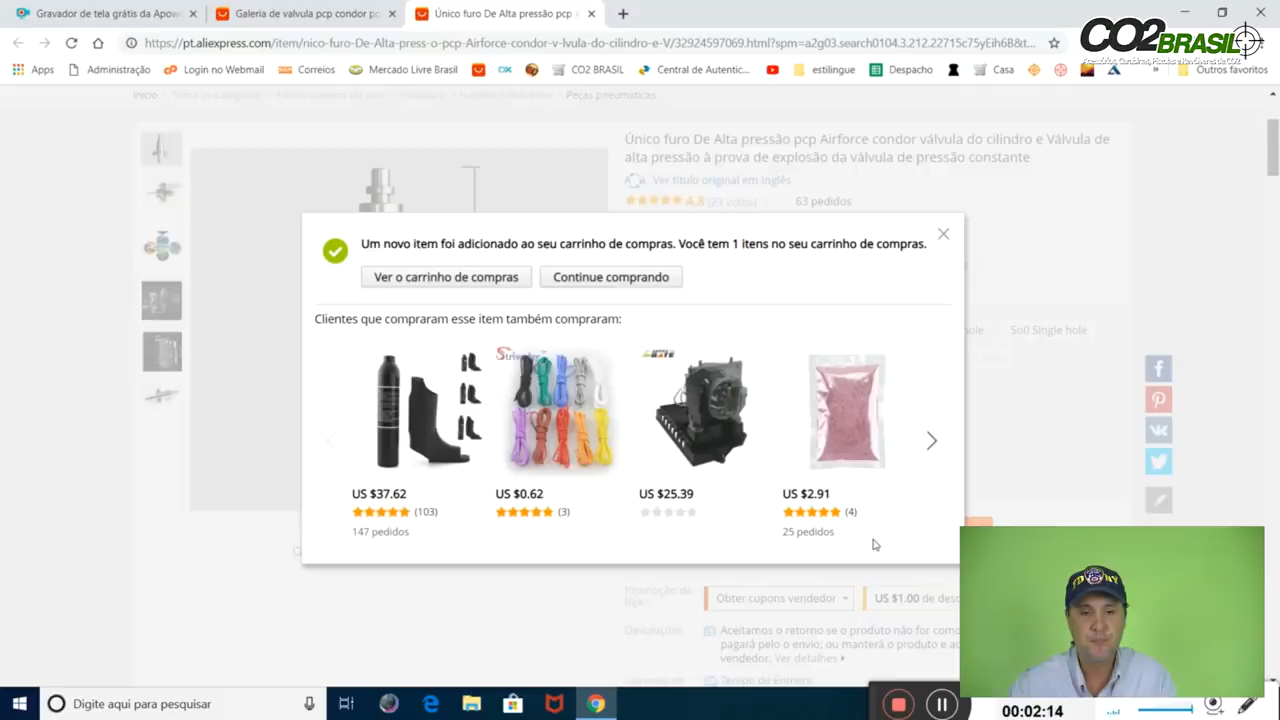 Gravador de tela grátis da Apowe
Galeria de valvula pcp condor po
Único furo De Alta pressão pcp A
https://pt.aliexpress.com/item/nico-furo-De-Alta-press-o-pcp-Airforce-condor-v-lvula-do-cilindro-e-V/32924597069.html?spm=a2g03.search0104.3.212.22715c75yEih6B&t...
CO2BRASIL
Apps
Administração
Login no Webmail
Correios
Mercado Livre Brasil
CO2 BRASIL
Central de Autentic...
estilingue
Despacho
Casa
Outros favoritos
Início
Peças pneumáticas
Único furo De Alta pressão pcp Airforce condor válvula do cilindro e Válvula de
alta pressão à prova de explosão da válvula de pressão constante
Ver título original em Inglês
4.8 (29 votos)
63 pedidos
Um novo item foi adicionado ao seu carrinho de compras. Você tem 1 itens no seu carrinho de compras.
Ver o carrinho de compras
Continue comprando
Clientes que compraram esse item também compraram:
5o0 Single hole
US $37.62
US $0.62
US $25.39
US $2.91
(103)
(3)
(4)
147 pedidos
25 pedidos
Promoção da
loja:
Obter cupons vendedor
US $1.00 de desc
Devoluções
Aceitamos o retorno se o produto não for como
pagará pelo o envio; ou manterá o produto e ac
vendedor. Ver detalhes
Tempo de Entrega
FDNY
Digite aqui para pesquisar
00:02:14